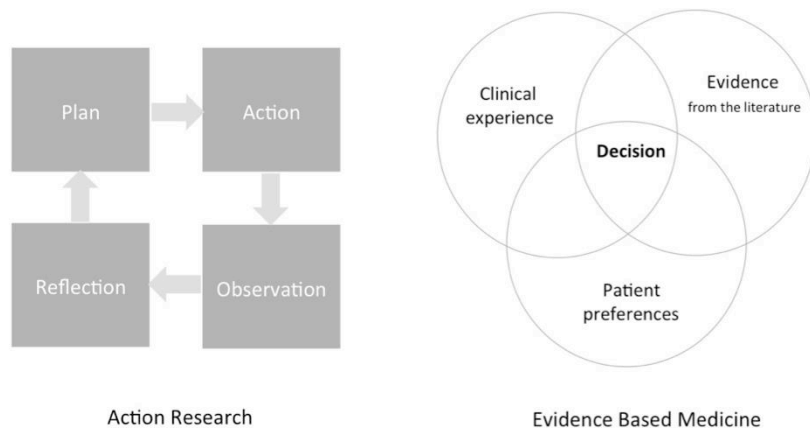 Plan
Action
Reflection
Observation
Action Research
Clinical
experience
Evidence
from the literature
Decision
Patient
preferences
Evidence Based Medicine